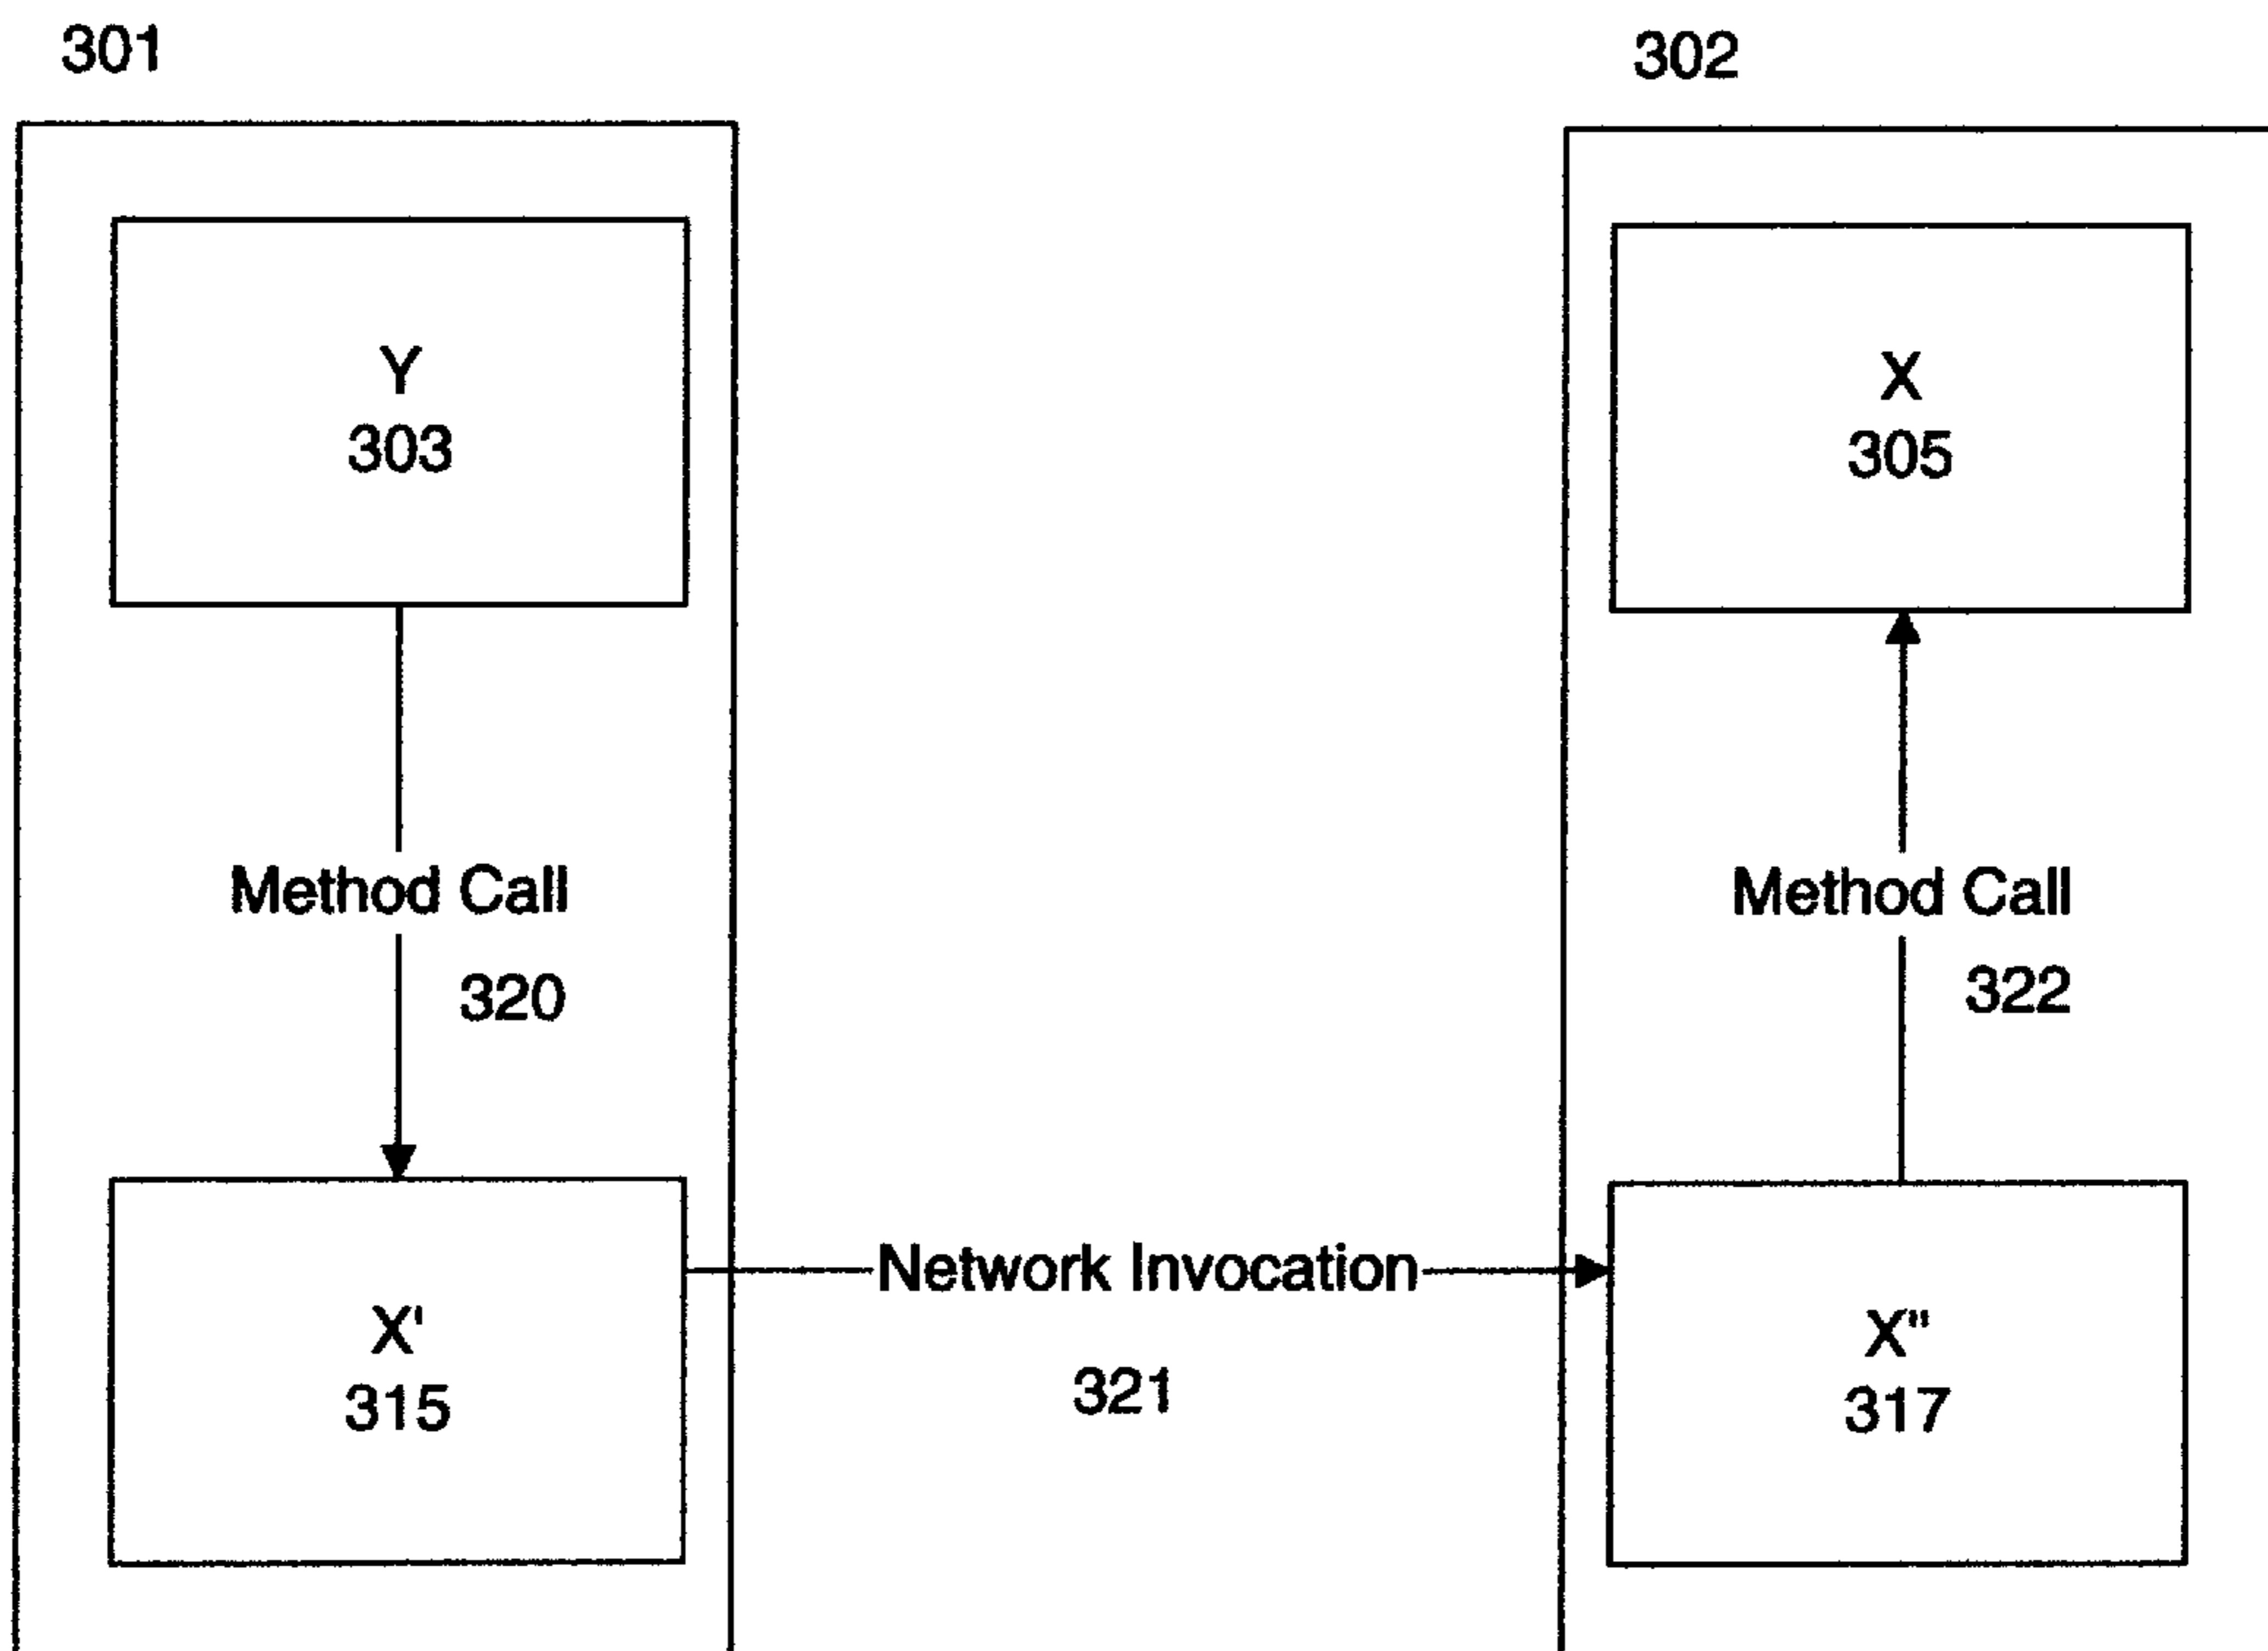 301
302
Y
303
X
305
Method Call
320
Method Call
322
X'
315
Network Invocation
321
X"
317